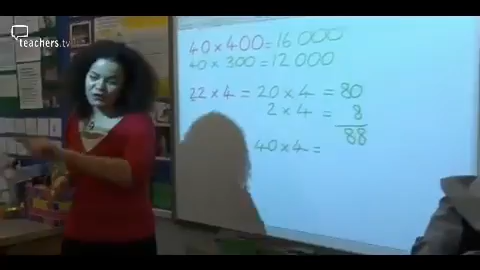 teachers.tv
40 × 400 = 16 000
40 × 300 = 12 000
22 × 4 = 20 × 4 = 80
2 × 4 = 8
88
40 × 4 =